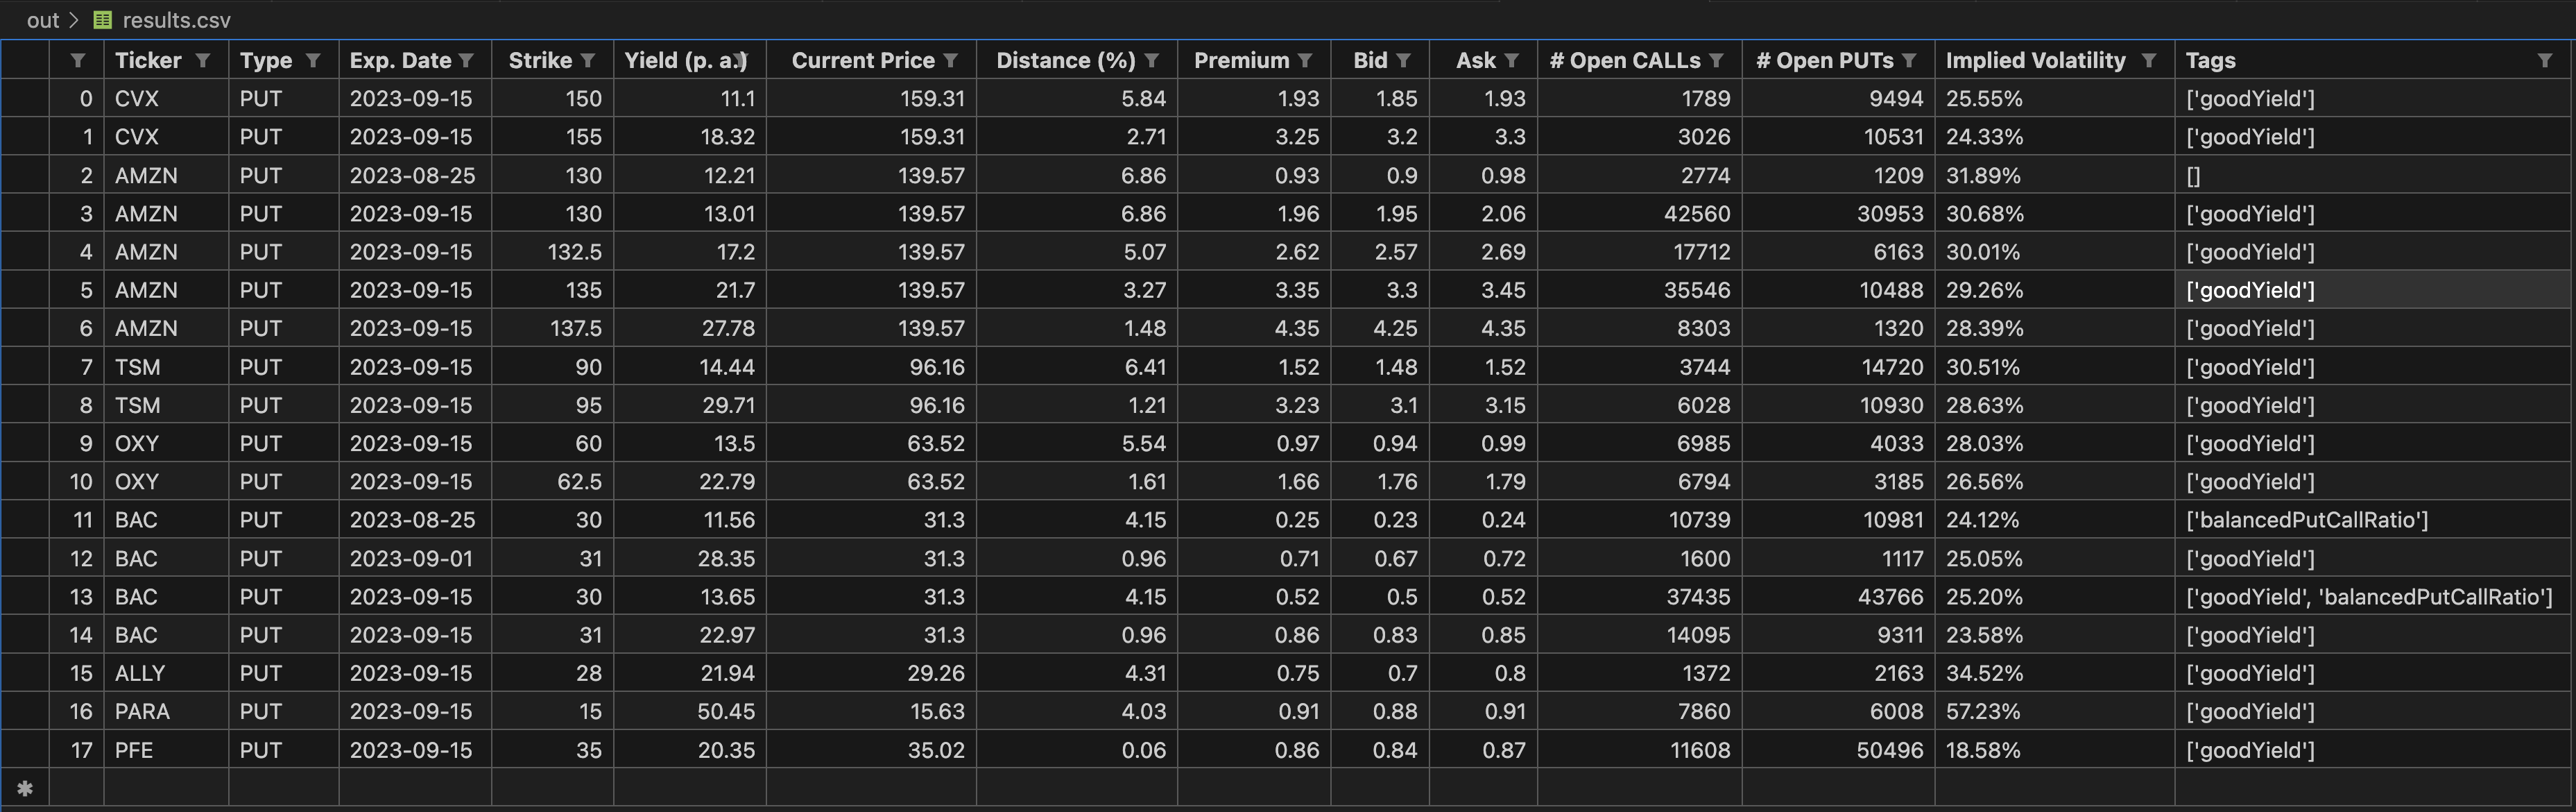 out > results.csv
Ticker Type Exp. Date Strike Yield (p. a.) Current Price Distance (%) Premium Bid Ask # Open CALLs # Open PUTs Implied Volatility Tags
0 CVX PUT 2023-09-15 150 11.1 159.31 5.84 1.93 1.85 1.93 1789 9494 25.55% ['goodYield']
1 CVX PUT 2023-09-15 155 18.32 159.31 2.71 3.25 3.2 3.3 3026 10531 24.33% ['goodYield']
2 AMZN PUT 2023-08-25 130 12.21 139.57 6.86 0.93 0.9 0.98 2774 1209 31.89% []
3 AMZN PUT 2023-09-15 130 13.01 139.57 6.86 1.96 1.95 2.06 42560 30953 30.68% ['goodYield']
4 AMZN PUT 2023-09-15 132.5 17.2 139.57 5.07 2.62 2.57 2.69 17712 6163 30.01% ['goodYield']
5 AMZN PUT 2023-09-15 135 21.7 139.57 3.27 3.35 3.3 3.45 35546 10488 29.26% ['goodYield']
6 AMZN PUT 2023-09-15 137.5 27.78 139.57 1.48 4.35 4.25 4.35 8303 1320 28.39% ['goodYield']
7 TSM PUT 2023-09-15 90 14.44 96.16 6.41 1.52 1.48 1.52 3744 14720 30.51% ['goodYield']
8 TSM PUT 2023-09-15 95 29.71 96.16 1.21 3.23 3.1 3.15 6028 10930 28.63% ['goodYield']
9 OXY PUT 2023-09-15 60 13.5 63.52 5.54 0.97 0.94 0.99 6985 4033 28.03% ['goodYield']
10 OXY PUT 2023-09-15 62.5 22.79 63.52 1.61 1.66 1.76 1.79 6794 3185 26.56% ['goodYield']
11 BAC PUT 2023-08-25 30 11.56 31.3 4.15 0.25 0.23 0.24 10739 10981 24.12% ['balancedPutCallRatio']
12 BAC PUT 2023-09-01 31 28.35 31.3 0.96 0.71 0.67 0.72 1600 1117 25.05% ['goodYield']
13 BAC PUT 2023-09-15 30 13.65 31.3 4.15 0.52 0.5 0.52 37435 43766 25.20% ['goodYield', 'balancedPutCallRatio']
14 BAC PUT 2023-09-15 31 22.97 31.3 0.96 0.86 0.83 0.85 14095 9311 23.58% ['goodYield']
15 ALLY PUT 2023-09-15 28 21.94 29.26 4.31 0.75 0.7 0.8 1372 2163 34.52% ['goodYield']
16 PARA PUT 2023-09-15 15 50.45 15.63 4.03 0.91 0.88 0.91 7860 6008 57.23% ['goodYield']
17 PFE PUT 2023-09-15 35 20.35 35.02 0.06 0.86 0.84 0.87 11608 50496 18.58% ['goodYield']